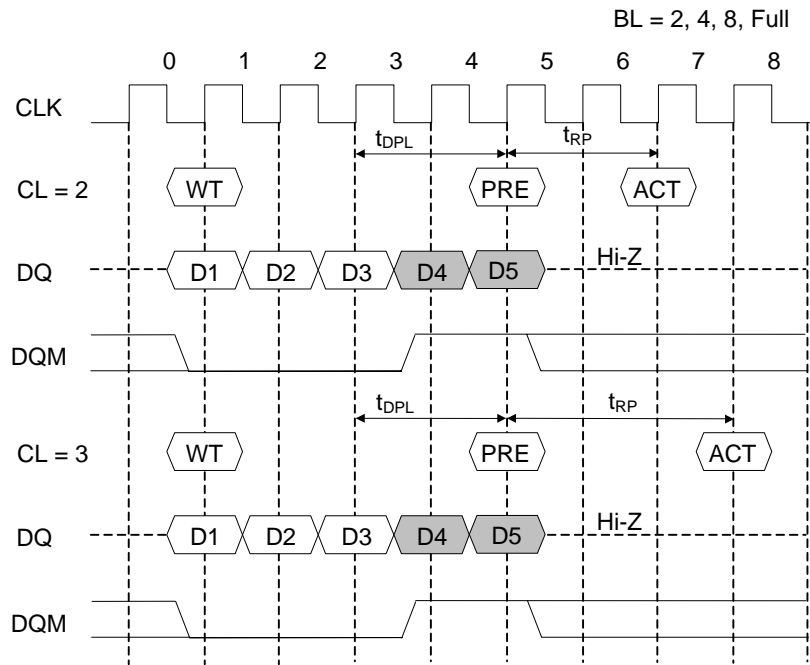 BL = 2, 4, 8, Full
0 1 2 3 4 5 6 7 8
CLK
tDPL tRP
CL = 2 WT PRE ACT
DQ D1 D2 D3 D4 D5 Hi-Z
DQM
tDPL tRP
CL = 3 WT PRE ACT
DQ D1 D2 D3 D4 D5 Hi-Z
DQM